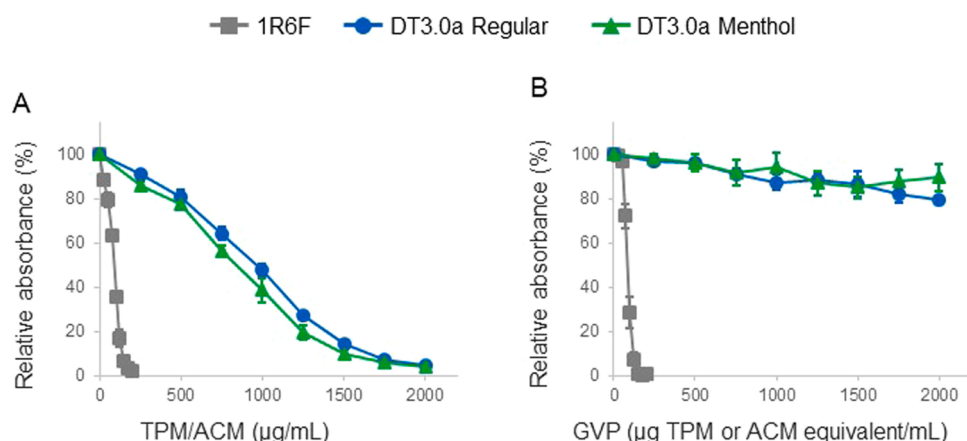 1R6F DT3.0a Regular DT3.0a Menthol
A
Relative absorbance (%)
100
80
60
40
20
0
0 500 1000 1500 2000
TPM/ACM (µg/mL)
B
Relative absorbance (%)
100
80
60
40
20
0
0 500 1000 1500 2000
GVP (µg TPM or ACM equivalent/mL)